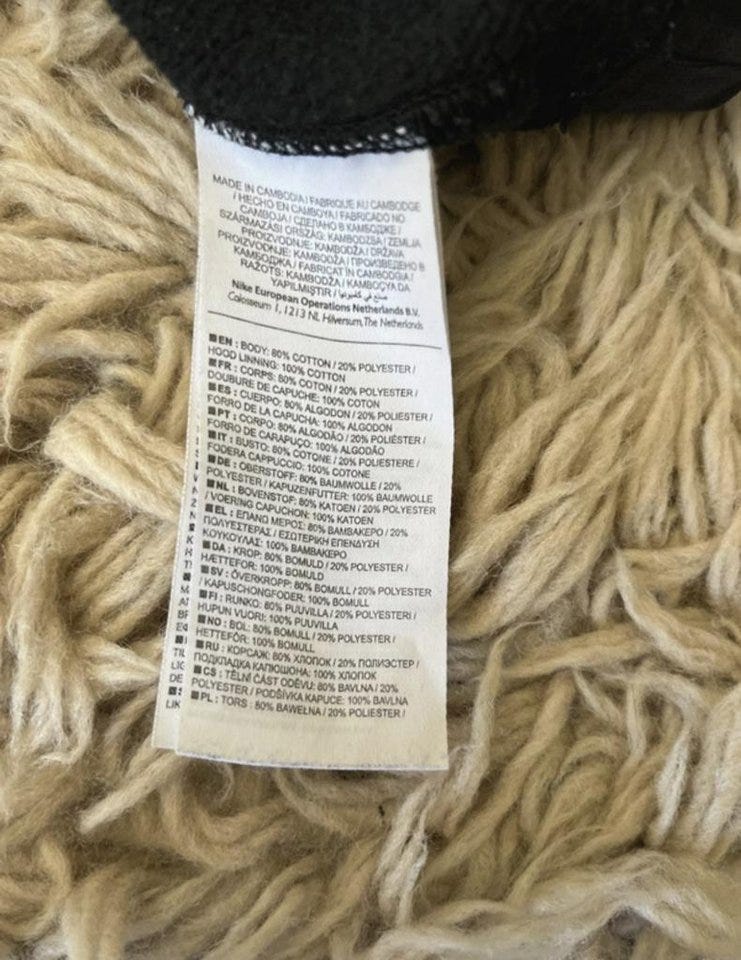 MADE IN CAMBODIA / FABRIQUE AU CAMBODGE
/ HECHO EN CAMBOYA / FABRICADO NO
CAMBOJA / СДЕЛАНО В КАМБОДЖЕ /
SZÁRMAZÁSI ORSZÁG: KAMBODZSA / ZEMLJA
PROIZVODNJE: KAMBODŽA / DRŽAVA
PROIZVODNJE: KAMBODŽA / ПРОИЗВЕДЕНО В
КАМБОДЖА / FABRICAT ÎN CAMBODGIA /
RAŽOTS: KAMBODŽA / KAMBOÇYA DA
YAPILMIŞTIR / صنع في كمبوديا
Nike European Operations Netherlands B.V.
Colosseum 1, 1213 NL Hilversum, The Netherlands
EN : BODY: 80% COTTON / 20% POLYESTER /
HOOD LINNING: 100% COTTON
FR : CORPS: 80% COTON / 20% POLYESTER /
DOUBURE DE CAPUCHE: 100% COTON
ES : CUERPO: 80% ALGODON / 20% POLIESTER /
FORRO DE LA CAPUCHA: 100% ALGODON
PT : CORPO: 80% ALGODÃO / 20% POLIÉSTER /
FORRO DE CARAPUÇO: 100% ALGODÃO
IT : BUSTO: 80% COTONE / 20% POLIESTERE /
FODERA CAPPUCCIO: 100% COTONE
DE : OBERSTOFF: 80% BAUMWOLLE / 20%
POLYESTER / KAPUZENFUTTER: 100% BAUMWOLLE
NL : BOVENSTOF: 80% KATOEN / 20% POLYESTER
/ VOERING CAPUCHON: 100% KATOEN
EL : ΕΠΑΝΩ ΜΕΡΟΣ: 80% ΒΑΜΒΑΚΕΡΟ / 20%
ΠΟΛΥΕΣΤΕΡΑΣ / ΕΣΩΤΕΡΙΚΗ ΕΠΕΝΔΥΣΗ
ΚΟΥΚΟΥΛΑΣ: 100% ΒΑΜΒΑΚΕΡΟ
DA : KROP: 80% BOMULD / 20% POLYESTER /
HÆTTEFOR: 100% BOMULD
SV : ÖVERKROPP: 80% BOMULL / 20% POLYESTER
/ KAPUSCHONGFODER: 100% BOMULL
FI : RUNKO: 80% PUUVILLA / 20% POLYESTERI /
HUPUN VUORI: 100% PUUVILLA
NO : BOL: 80% BOMULL / 20% POLYESTER /
HETTEFÔR: 100% BOMULL
RU : КОРСАЖ: 80% ХЛОПОК / 20% ПОЛИЭСТЕР /
ПОДКЛАДКА КАПЮШОНА: 100% ХЛОПОК
CS : TĚLNÍ ČÁST ODĚVU: 80% BAVLNA / 20%
POLYESTER / PODŠÍVKA KAPUCE: 100% BAVLNA
PL : TORS : 80% BAWEŁNA / 20% POLIESTER /